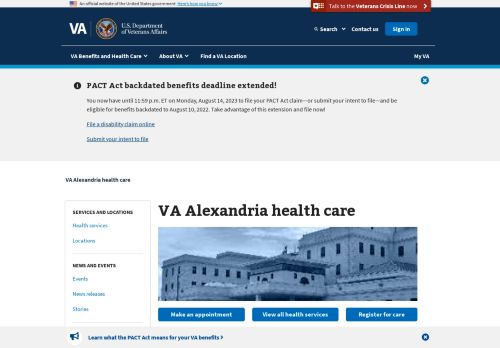 An official website of the United States government Here's how you know
Talk to the Veterans Crisis Line now
VA
U.S. Department
of Veterans Affairs
Search
Contact us
Sign in
VA Benefits and Health Care
About VA
Find a VA Location
My VA
PACT Act backdated benefits deadline extended!
You now have until 11:59 p.m. ET on Monday, August 14, 2023 to file your PACT Act claim—or submit your intent to file—and be
eligible for benefits backdated to August 10, 2022. Take advantage of this extension and file now!
File a disability claim online
Submit your intent to file
VA Alexandria health care
SERVICES AND LOCATIONS
Health services
Locations
NEWS AND EVENTS
Events
News releases
Stories
VA Alexandria health care
Make an appointment
View all health services
Register for care
Learn what the PACT Act means for your VA benefits